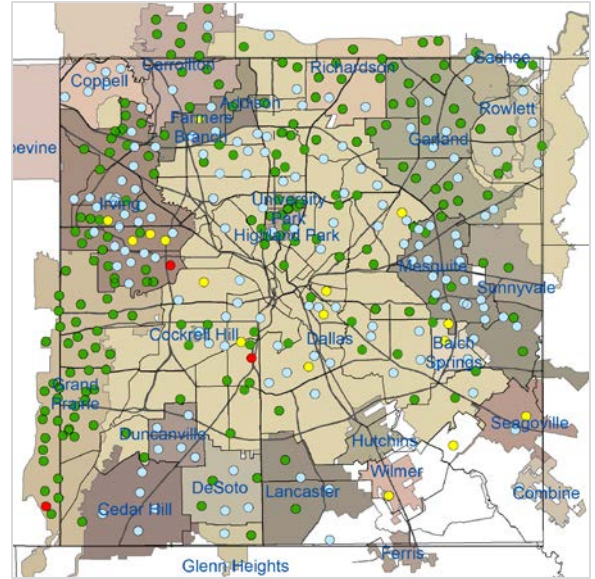 Carrollton
Sachse
Coppell
Richardson
Addison
Rowlett
Farmers
Branch
Garland
evine
Irving
University
Park
Highland Park
Mesquite
Sunnyvale
Cockrell Hill
Dallas
Balch
Springs
Grand
Prairie
Seagoville
Duncanville
Hutchins
Wilmer
DeSoto
Lancaster
Combine
Cedar Hill
Ferris
Glenn Heights